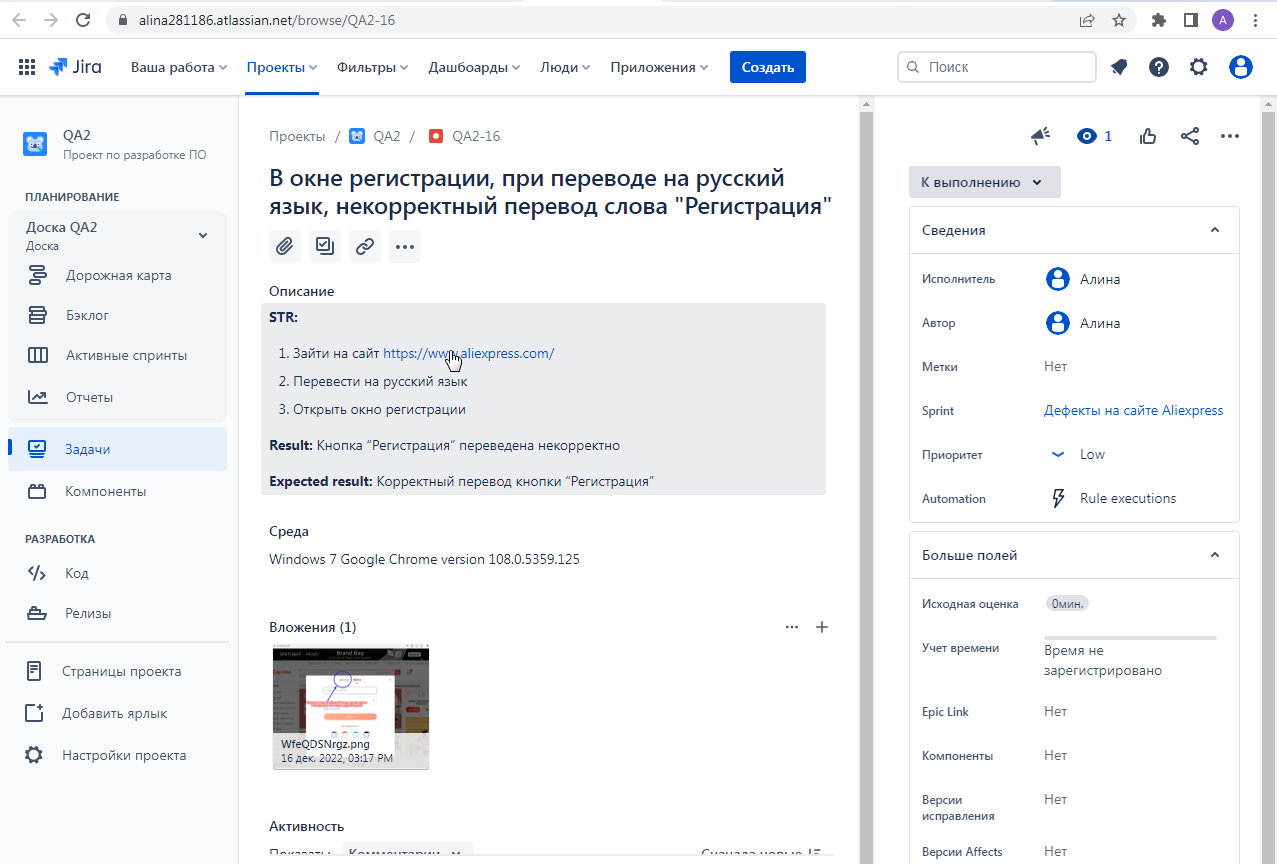 alina281186.atlassian.net/browse/QA2-16
A
Jira
Ваша работа
Проекты
Фильтры
Дашбоарды
Люди
Приложения
Создать
Поиск
QA2
Проект по разработке ПО
ПЛАНИРОВАНИЕ
Доска QA2
Доска
Дорожная карта
Бэклог
Активные спринты
Отчеты
Задачи
Компоненты
РАЗРАБОТКА
Код
Релизы
Страницы проекта
Добавить ярлык
Настройки проекта
Проекты / QA2 / QA2-16
В окне регистрации, при переводе на русский
язык, некорректный перевод слова "Регистрация"
Описание
STR:
1. Зайти на сайт https://www.aliexpress.com/
2. Перевести на русский язык
3. Открыть окно регистрации
Result: Кнопка “Регистрация” переведена некорректно
Expected result: Корректный перевод кнопки “Регистрация”
Среда
Windows 7 Google Chrome version 108.0.5359.125
Вложения (1)
Brand Day
WfeQDSNrgz.png
16 дек. 2022, 03:17 PM
Активность
Показать:
Комментарии
Сначала новые
1
К выполнению
Сведения
Исполнитель
Алина
Автор
Алина
Метки
Нет
Sprint
Дефекты на сайте Aliexpress
Приоритет
Low
Automation
Rule executions
Больше полей
Исходная оценка
0мин.
Учет времени
Время не
зарегистрировано
Epic Link
Нет
Компоненты
Нет
Версии
исправления
Нет
Версии Affects
Нет